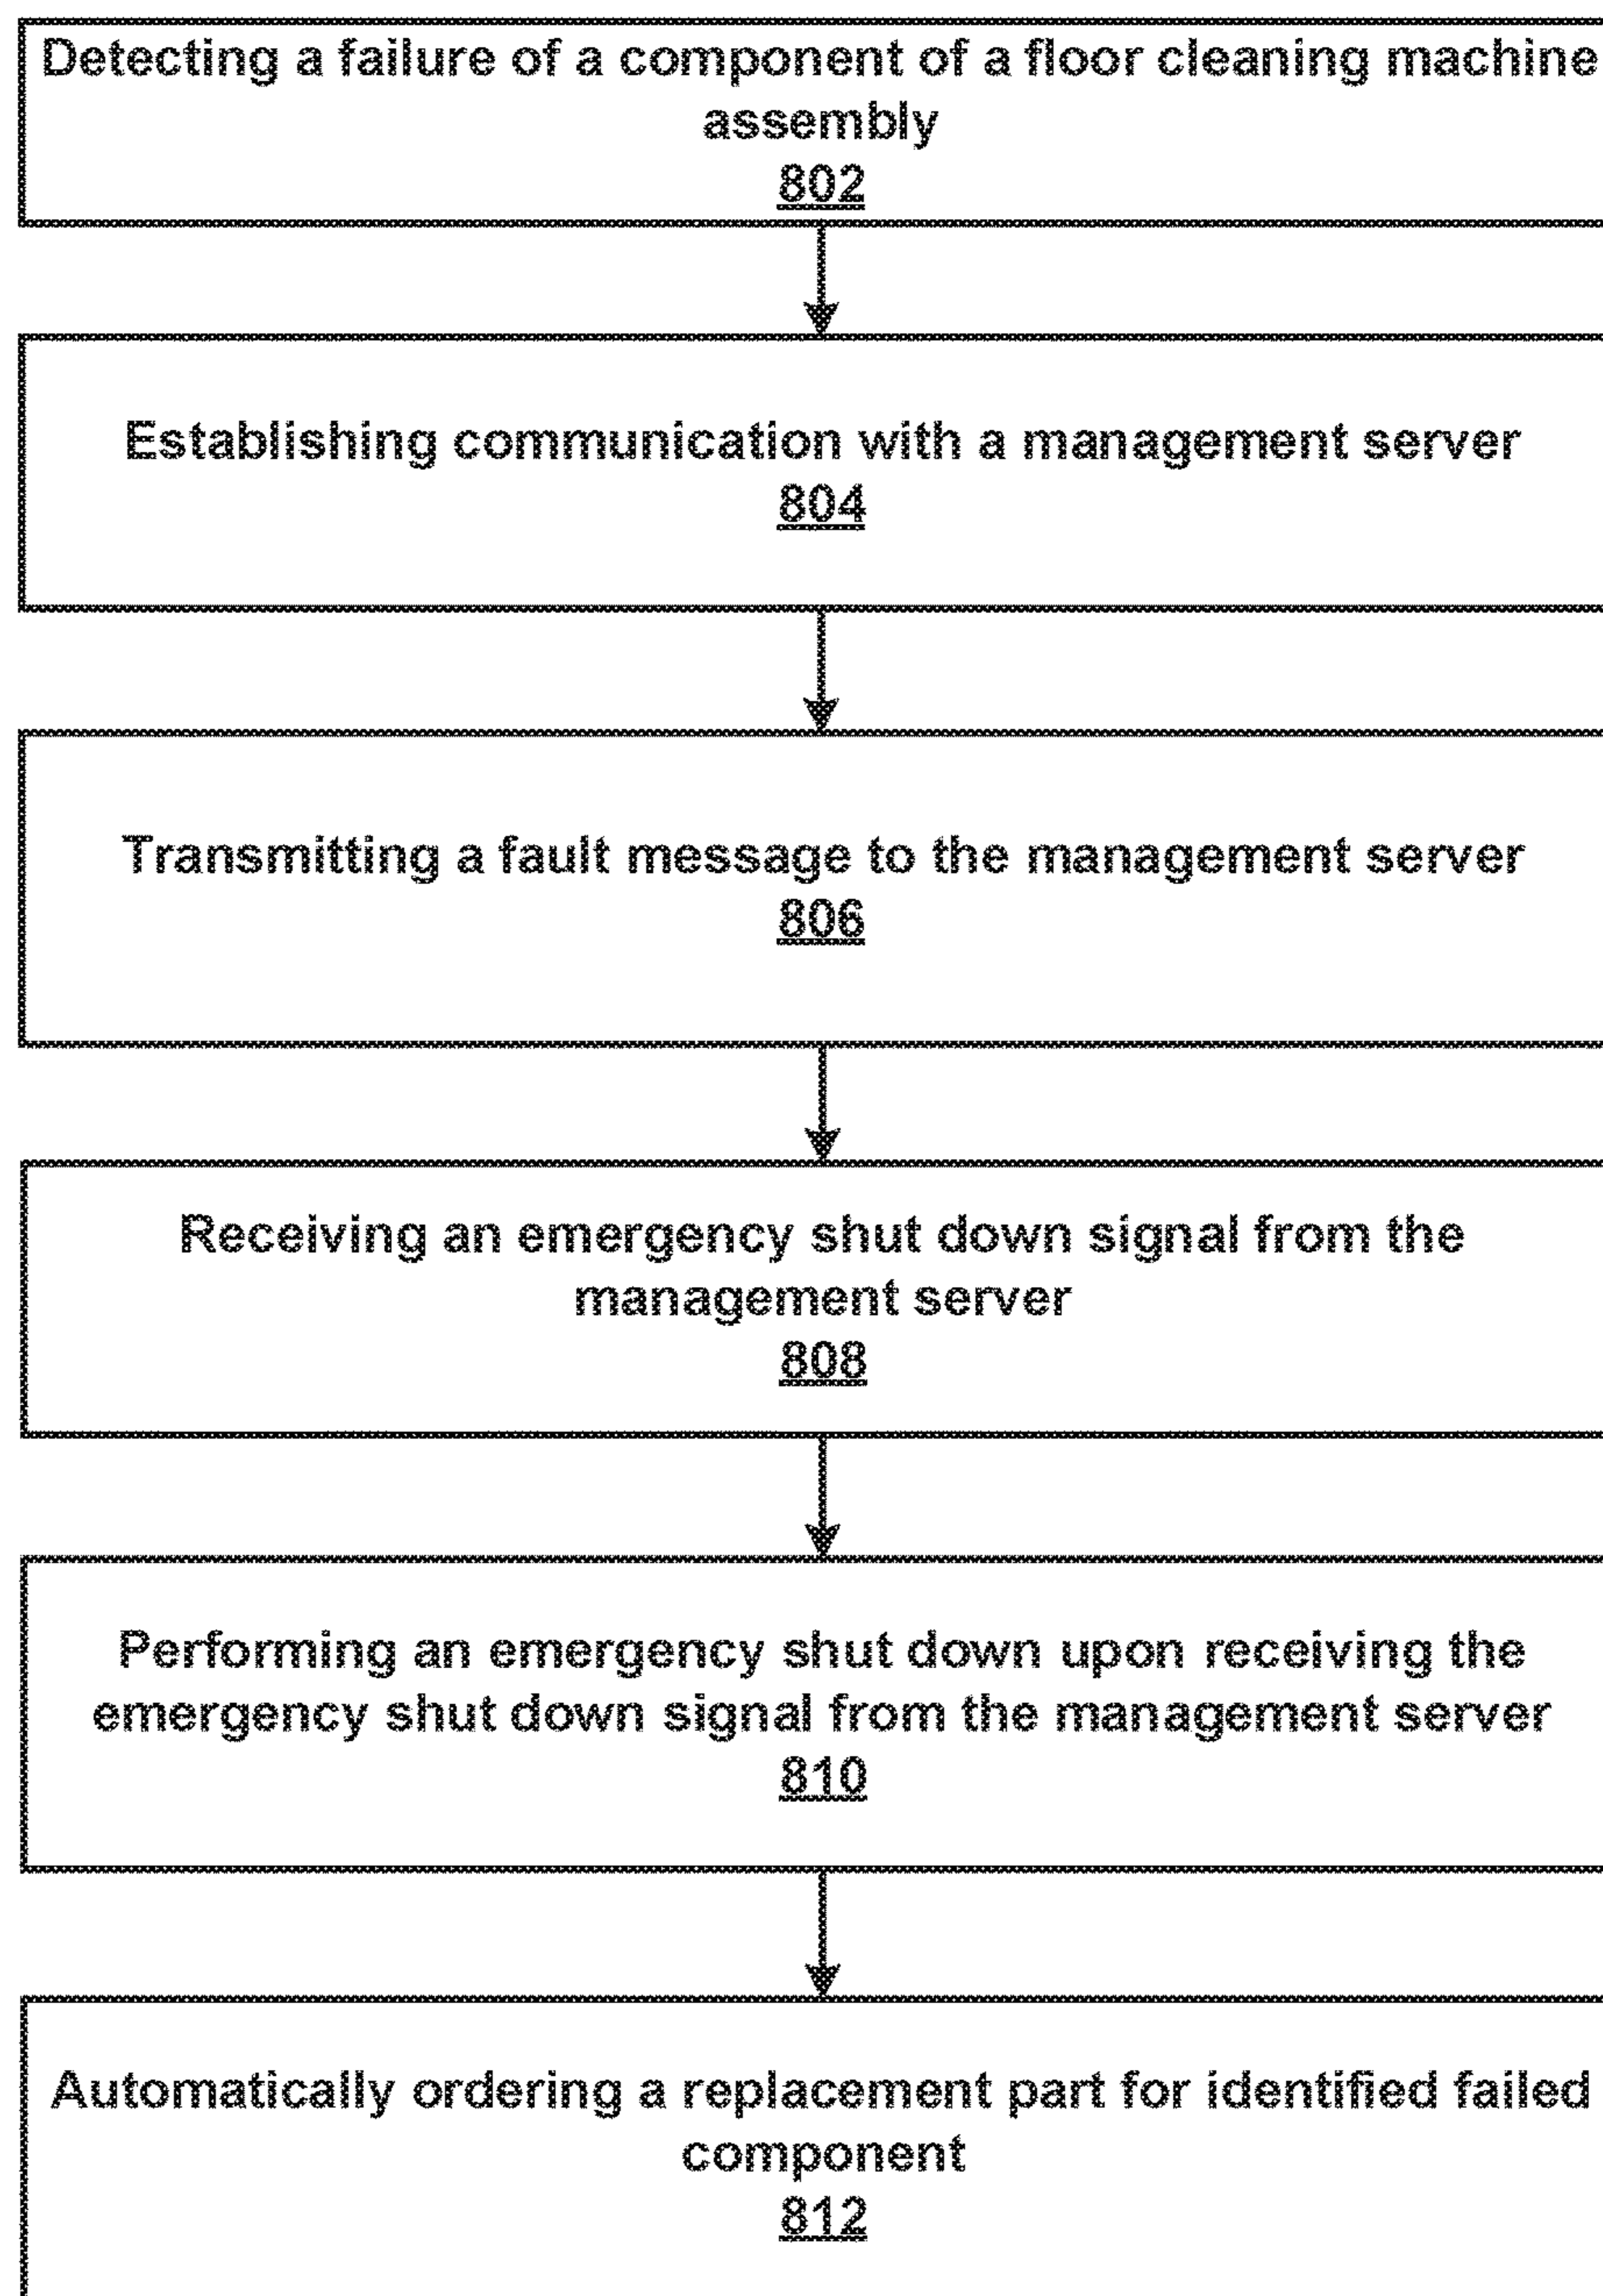 Detecting a failure of a component of a floor cleaning machine
assembly
802
Establishing communication with a management server
804
Transmitting a fault message to the management server
806
Receiving an emergency shut down signal from the
management server
808
Performing an emergency shut down upon receiving the
emergency shut down signal from the management server
810
Automatically ordering a replacement part for identified failed
component
812